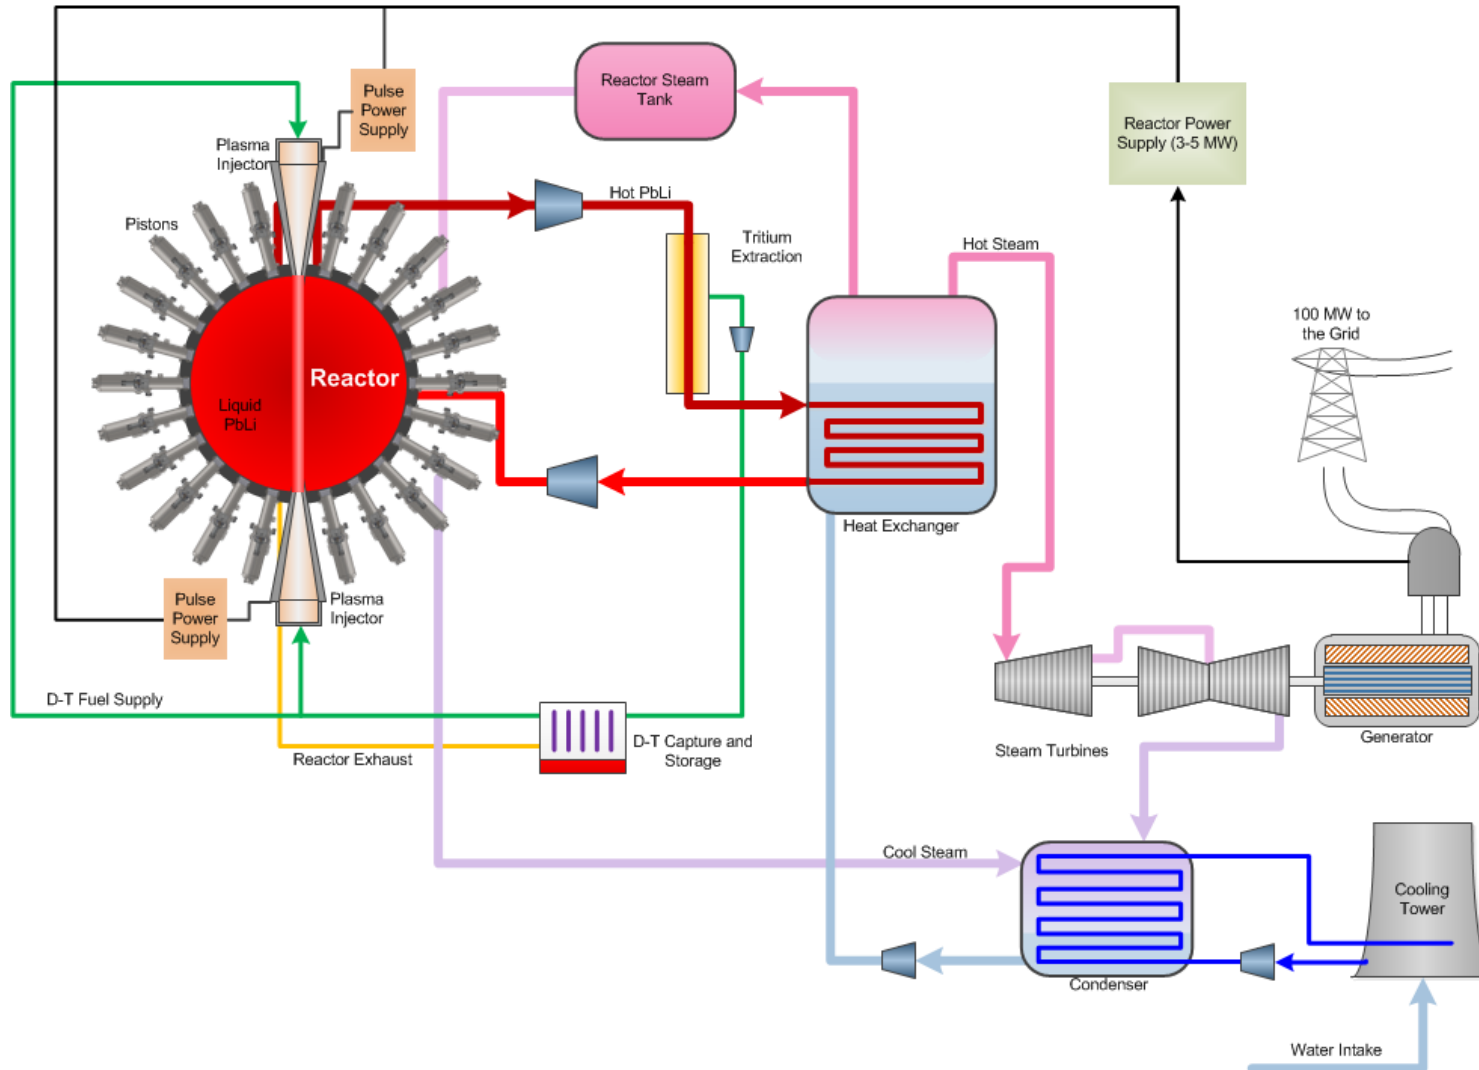 Pulse
Power
Supply
Reactor Steam
Tank
Reactor Power
Supply (3-5 MW)
Plasma
Injector
Hot PbLi
Pistons
Tritium
Extraction
Hot Steam
100 MW to
the Grid
Reactor
Liquid
PbLi
Heat Exchanger
Pulse
Power
Supply
Plasma
Injector
D-T Fuel Supply
Reactor Exhaust
D-T Capture and
Storage
Steam Turbines
Generator
Cool Steam
Cooling
Tower
Condenser
Water Intake